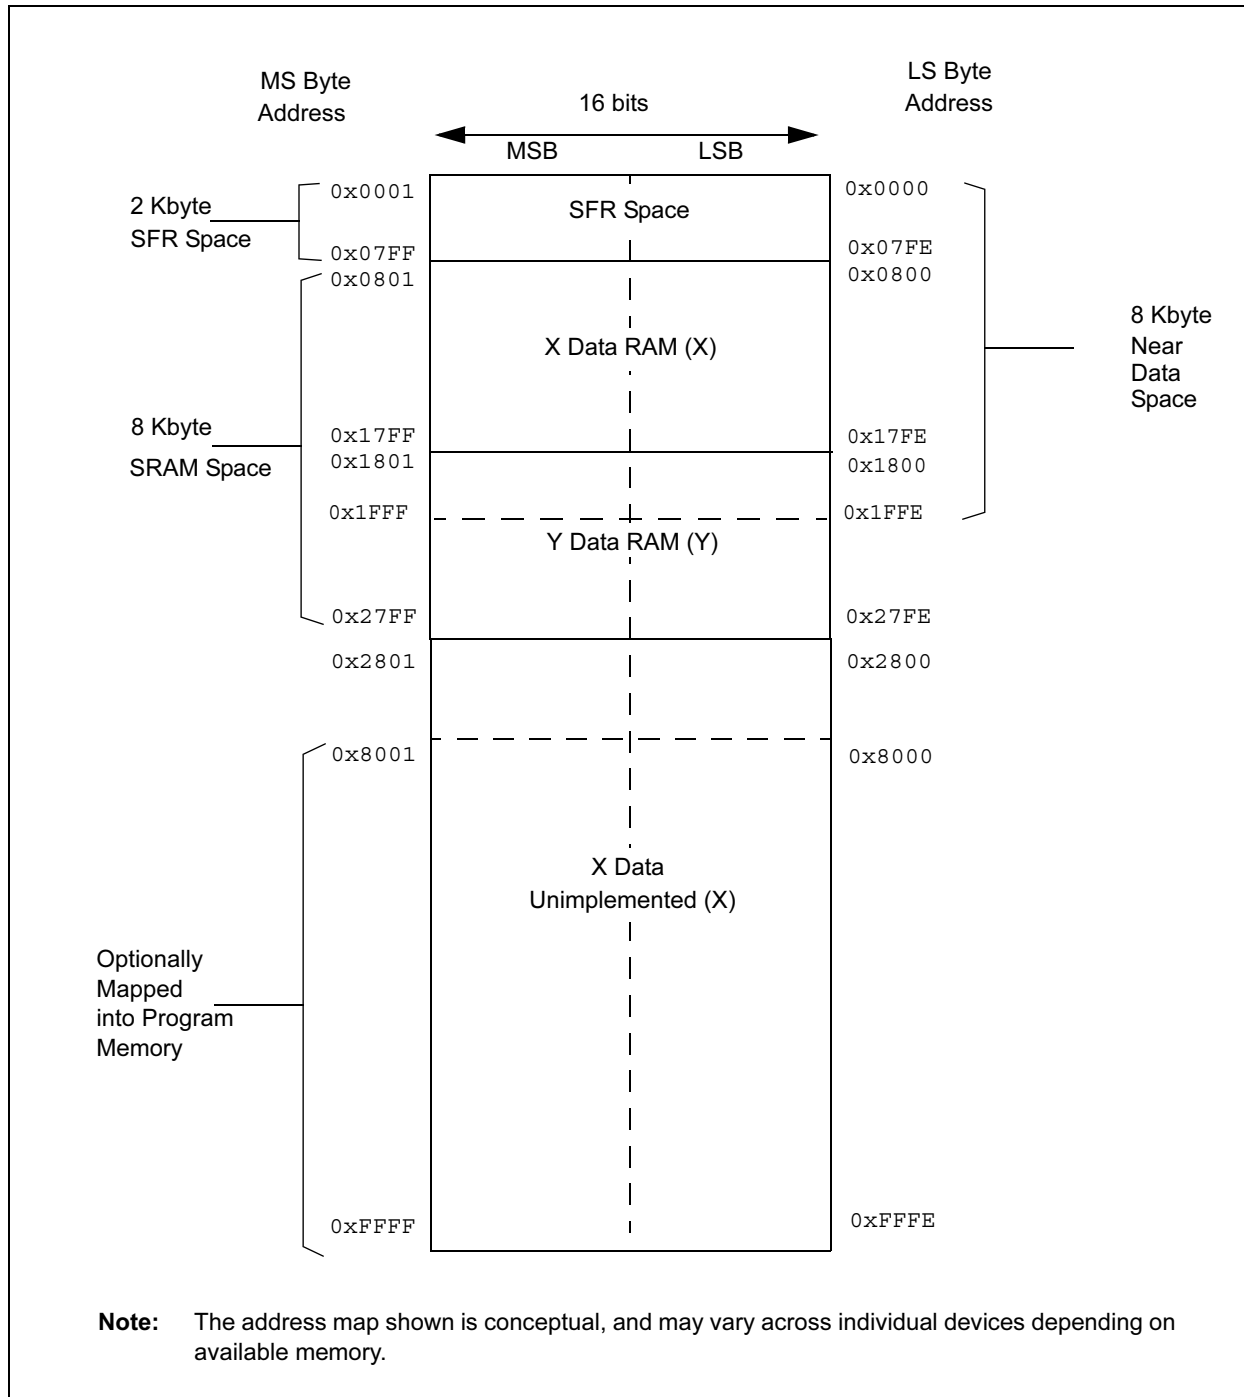 MS Byte
Address
16 bits
LS Byte
Address
MSB
LSB
2 Kbyte
SFR Space
0x0001
SFR Space
0x0000
0x07FF
0x07FE
0x0801
0x0800
X Data RAM (X)
8 Kbyte
Near
Data
Space
8 Kbyte
SRAM Space
0x17FF
0x17FE
0x1801
0x1800
0x1FFF
0x1FFE
Y Data RAM (Y)
0x27FF
0x27FE
0x2801
0x2800
0x8001
0x8000
X Data
Unimplemented (X)
Optionally
Mapped
into Program
Memory
0xFFFF
0xFFFE
Note: The address map shown is conceptual, and may vary across individual devices depending on
available memory.